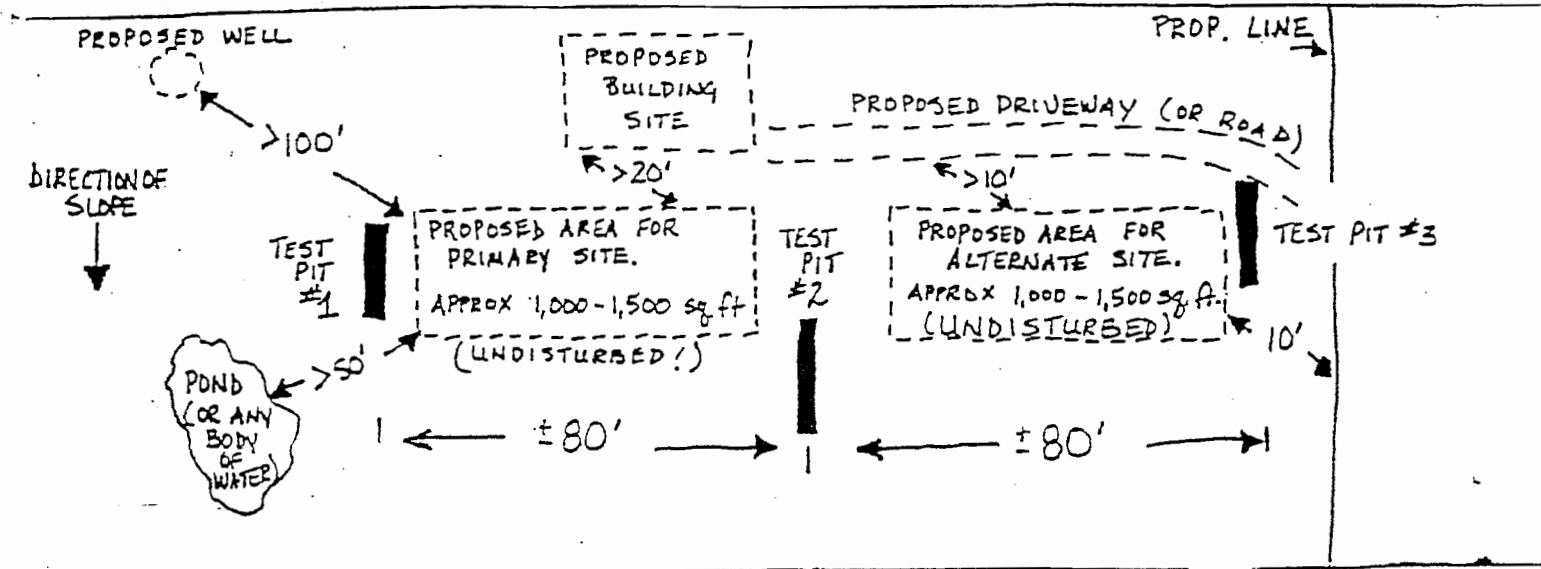 PROPOSED WELL
>100'
DIRECTION OF
SLOPE
PROPOSED
BUILDING
SITE
>20'
PROP. LINE
PROPOSED DRIVEWAY (OR ROAD)
>10'
TEST
PIT
#1
PROPOSED AREA FOR
PRIMARY SITE.
APPROX 1,000-1,500 sq ft
(UNDISTURBED!)
TEST
PIT
#2
PROPOSED AREA FOR
ALTERNATE SITE.
APPROX 1,000-1,500 sq ft.
(UNDISTURBED)
TEST PIT #3
10'
>50'
POND
(OR ANY
BODY
OF
WATER)
±80'
±80'